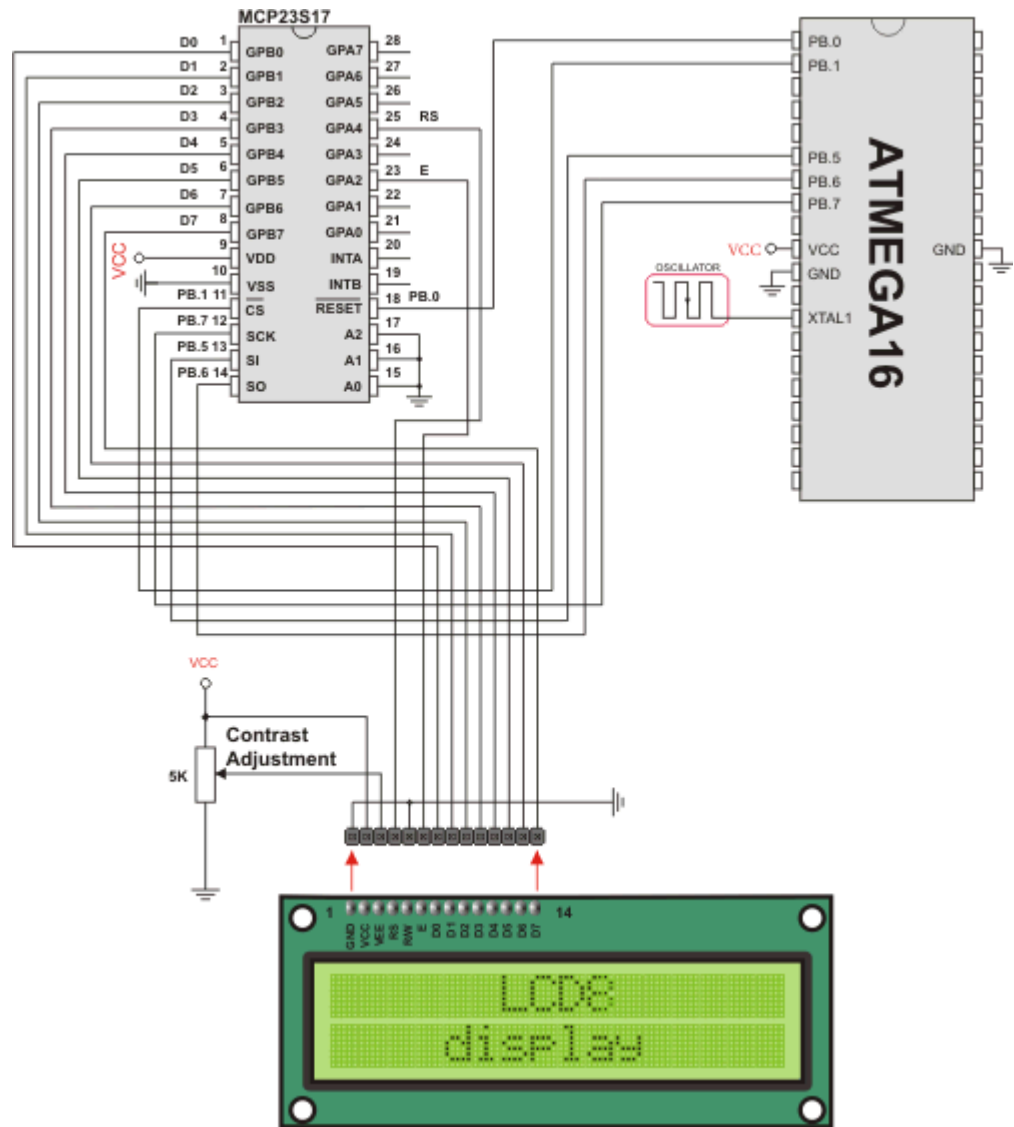 MCP23S17
D0 1 GPB0 GPA7 28
D1 2 GPB1 GPA6 27
D2 3 GPB2 GPA5 26
D3 4 GPB3 GPA4 25 RS
D4 5 GPB4 GPA3 24
D5 6 GPB5 GPA2 23 E
D6 7 GPB6 GPA1 22
D7 8 GPB7 GPA0 21
VCC 9 VDD INTA 20
10 VSS INTB 19
PB.1 11 CS RESET 18 PB.0
PB.7 12 SCK A2 17
PB.5 13 SI A1 16
PB.6 14 SO A0 15
PB.0
PB.1
PB.5
PB.6
PB.7
VCC VCC GND
GND
OSCILLATOR
XTAL1
ATMEGA16
VCC
Contrast
Adjustment
5K
1 14
GND VCC VEE RS R/W E D0 D1 D2 D3 D4 D5 D6 D7
LCD8
display